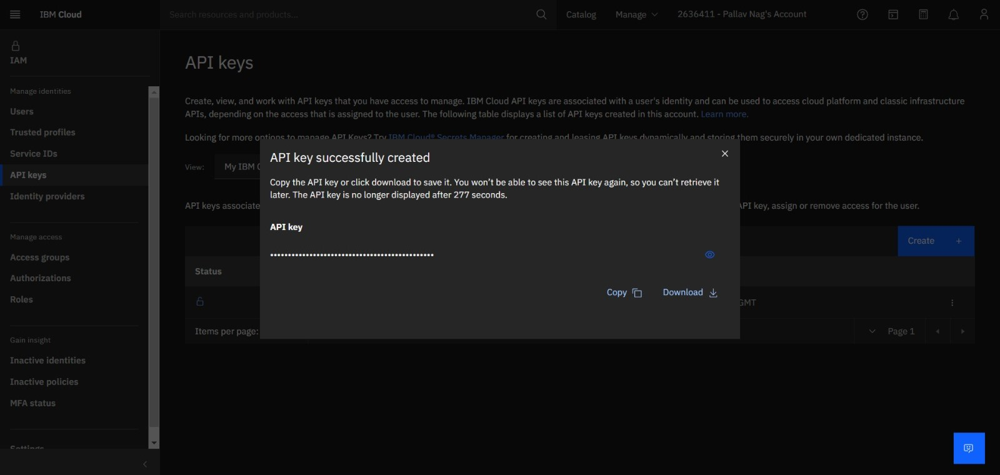 IBM Cloud
Search resources and products...
Catalog
Manage
2636411 - Pallav Nag's Account
IAM
Manage identities
Users
Trusted profiles
Service IDs
API keys
Identity providers
Manage access
Access groups
Authorizations
Roles
Gain insight
Inactive identities
Inactive policies
MFA status
Settings
API keys
Create, view, and work with API keys that you have access to manage. IBM Cloud API keys are associated with a user's identity and can be used to access cloud platform and classic infrastructure
APIs, depending on the access that is assigned to the user. The following table displays a list of API keys created in this account. Learn more.
Looking for more options to manage API Keys? Try IBM Cloud® Secrets Manager for creating and leasing API keys dynamically and storing them securely in your own dedicated instance.
View:
My IBM
API keys associate
API key, assign or remove access for the user.
Create +
Status
GMT
Items per page:
Page 1
API key successfully created
Copy the API key or click download to save it. You won't be able to see this API key again, so you can't retrieve it
later. The API key is no longer displayed after 277 seconds.
API key
••••••••••••••••••••••••••••••••••••••••••••
Copy
Download